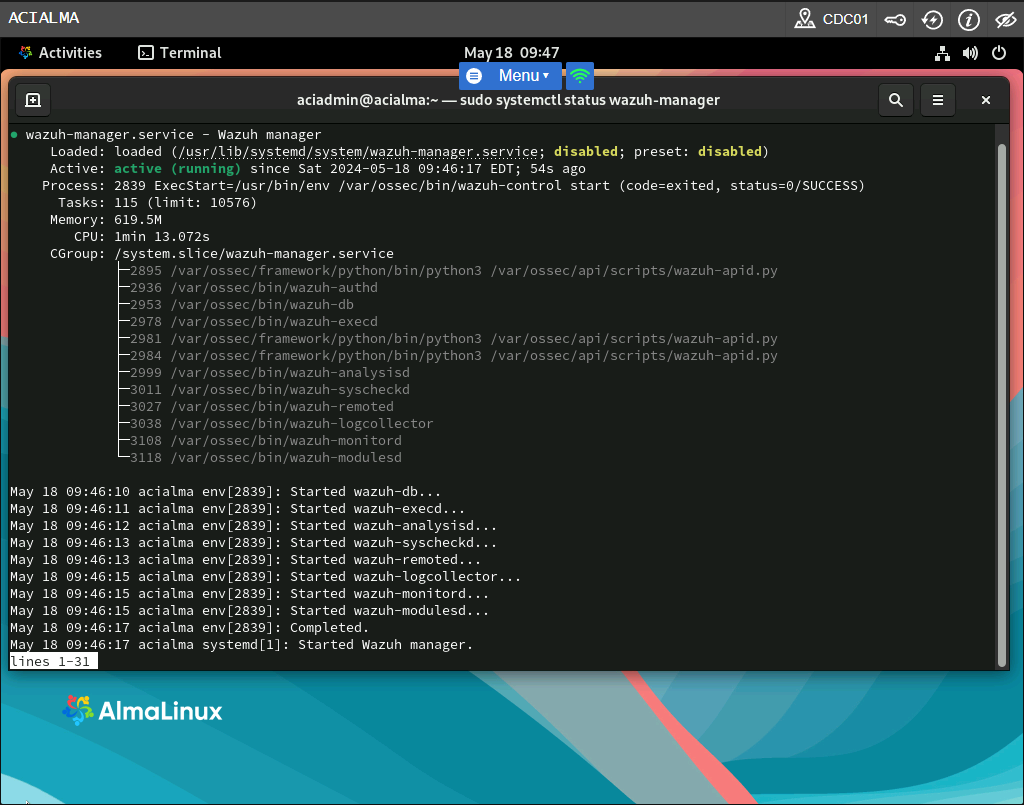 ACIALMA
CDC01
Activities
Terminal
May 18 09:47
Menu
aciadmin@acialma:~ — sudo systemctl status wazuh-manager
● wazuh-manager.service - Wazuh manager
Loaded: loaded (/usr/lib/systemd/system/wazuh-manager.service; disabled; preset: disabled)
Active: active (running) since Sat 2024-05-18 09:46:17 EDT; 54s ago
Process: 2839 ExecStart=/usr/bin/env /var/ossec/bin/wazuh-control start (code=exited, status=0/SUCCESS)
Tasks: 115 (limit: 10576)
Memory: 619.5M
CPU: 1min 13.072s
CGroup: /system.slice/wazuh-manager.service
├─2895 /var/ossec/framework/python/bin/python3 /var/ossec/api/scripts/wazuh-apid.py
├─2936 /var/ossec/bin/wazuh-authd
├─2953 /var/ossec/bin/wazuh-db
├─2978 /var/ossec/bin/wazuh-execd
├─2981 /var/ossec/framework/python/bin/python3 /var/ossec/api/scripts/wazuh-apid.py
├─2984 /var/ossec/framework/python/bin/python3 /var/ossec/api/scripts/wazuh-apid.py
├─2999 /var/ossec/bin/wazuh-analysisd
├─3011 /var/ossec/bin/wazuh-syscheckd
├─3027 /var/ossec/bin/wazuh-remoted
├─3038 /var/ossec/bin/wazuh-logcollector
├─3108 /var/ossec/bin/wazuh-monitord
└─3118 /var/ossec/bin/wazuh-modulesd
May 18 09:46:10 acialma env[2839]: Started wazuh-db...
May 18 09:46:11 acialma env[2839]: Started wazuh-execd...
May 18 09:46:12 acialma env[2839]: Started wazuh-analysisd...
May 18 09:46:13 acialma env[2839]: Started wazuh-syscheckd...
May 18 09:46:13 acialma env[2839]: Started wazuh-remoted...
May 18 09:46:15 acialma env[2839]: Started wazuh-logcollector...
May 18 09:46:15 acialma env[2839]: Started wazuh-monitord...
May 18 09:46:15 acialma env[2839]: Started wazuh-modulesd...
May 18 09:46:17 acialma env[2839]: Completed.
May 18 09:46:17 acialma systemd[1]: Started Wazuh manager.
lines 1-31
AlmaLinux